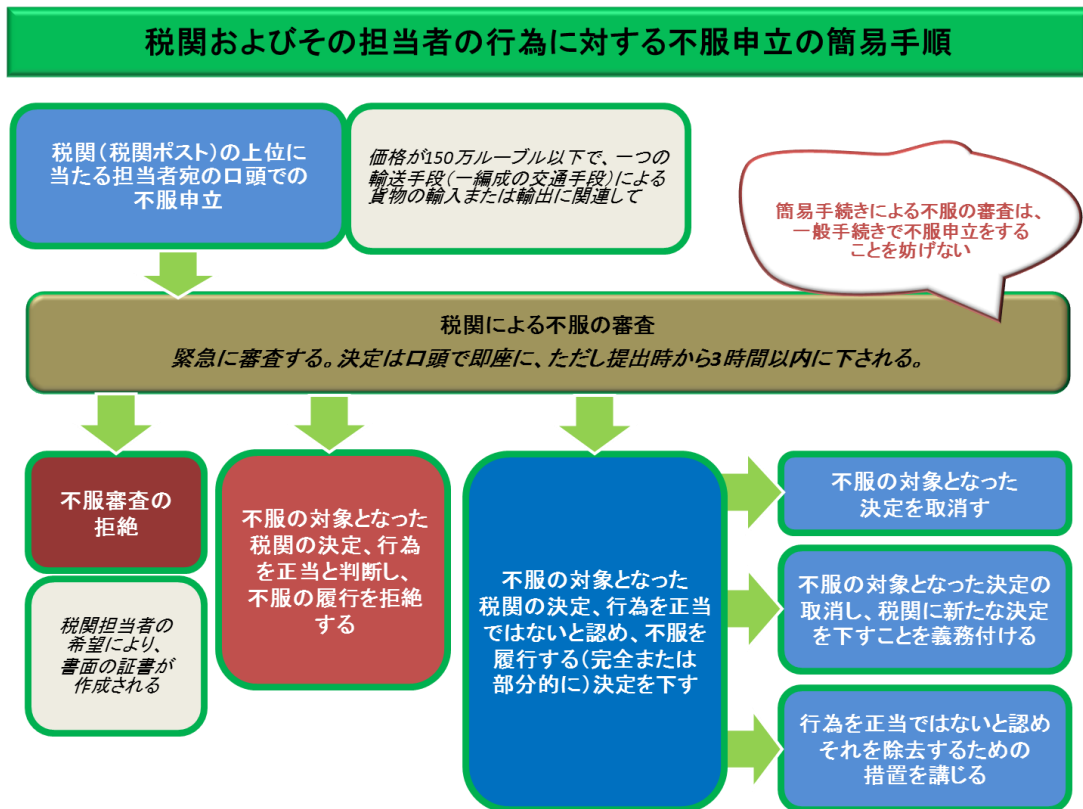 税関およびその担当者の行為に対する不服申立の簡易手順
税関（税関ポスト）の上位に
当たる担当者宛の口頭での
不服申立
価格が150万ルーブル以下で、一つの
輸送手段（一編成の交通手段）による
貨物の輸入または輸出に関連して
簡易手続きによる不服の審査は、
一般手続きで不服申立をする
ことを妨げない
税関による不服の審査
緊急に審査する。決定は口頭で即座に、ただし提出時から3時間以内に下される。
不服審査の
拒絶
税関担当者の
希望により、
書面の証書が
作成される
不服の対象となった
税関の決定、行為
を正当と判断し、
不服の履行を拒絶
する
不服の対象となった
税関の決定、行為を正当
ではないと認め、不服を
履行する（完全または
部分的に）決定を下す
不服の対象となった
決定を取消す
不服の対象となった決定の
取消し、税関に新たな決定
を下すことを義務付ける
行為を正当ではないと認め
それを除去するための
措置を講じる